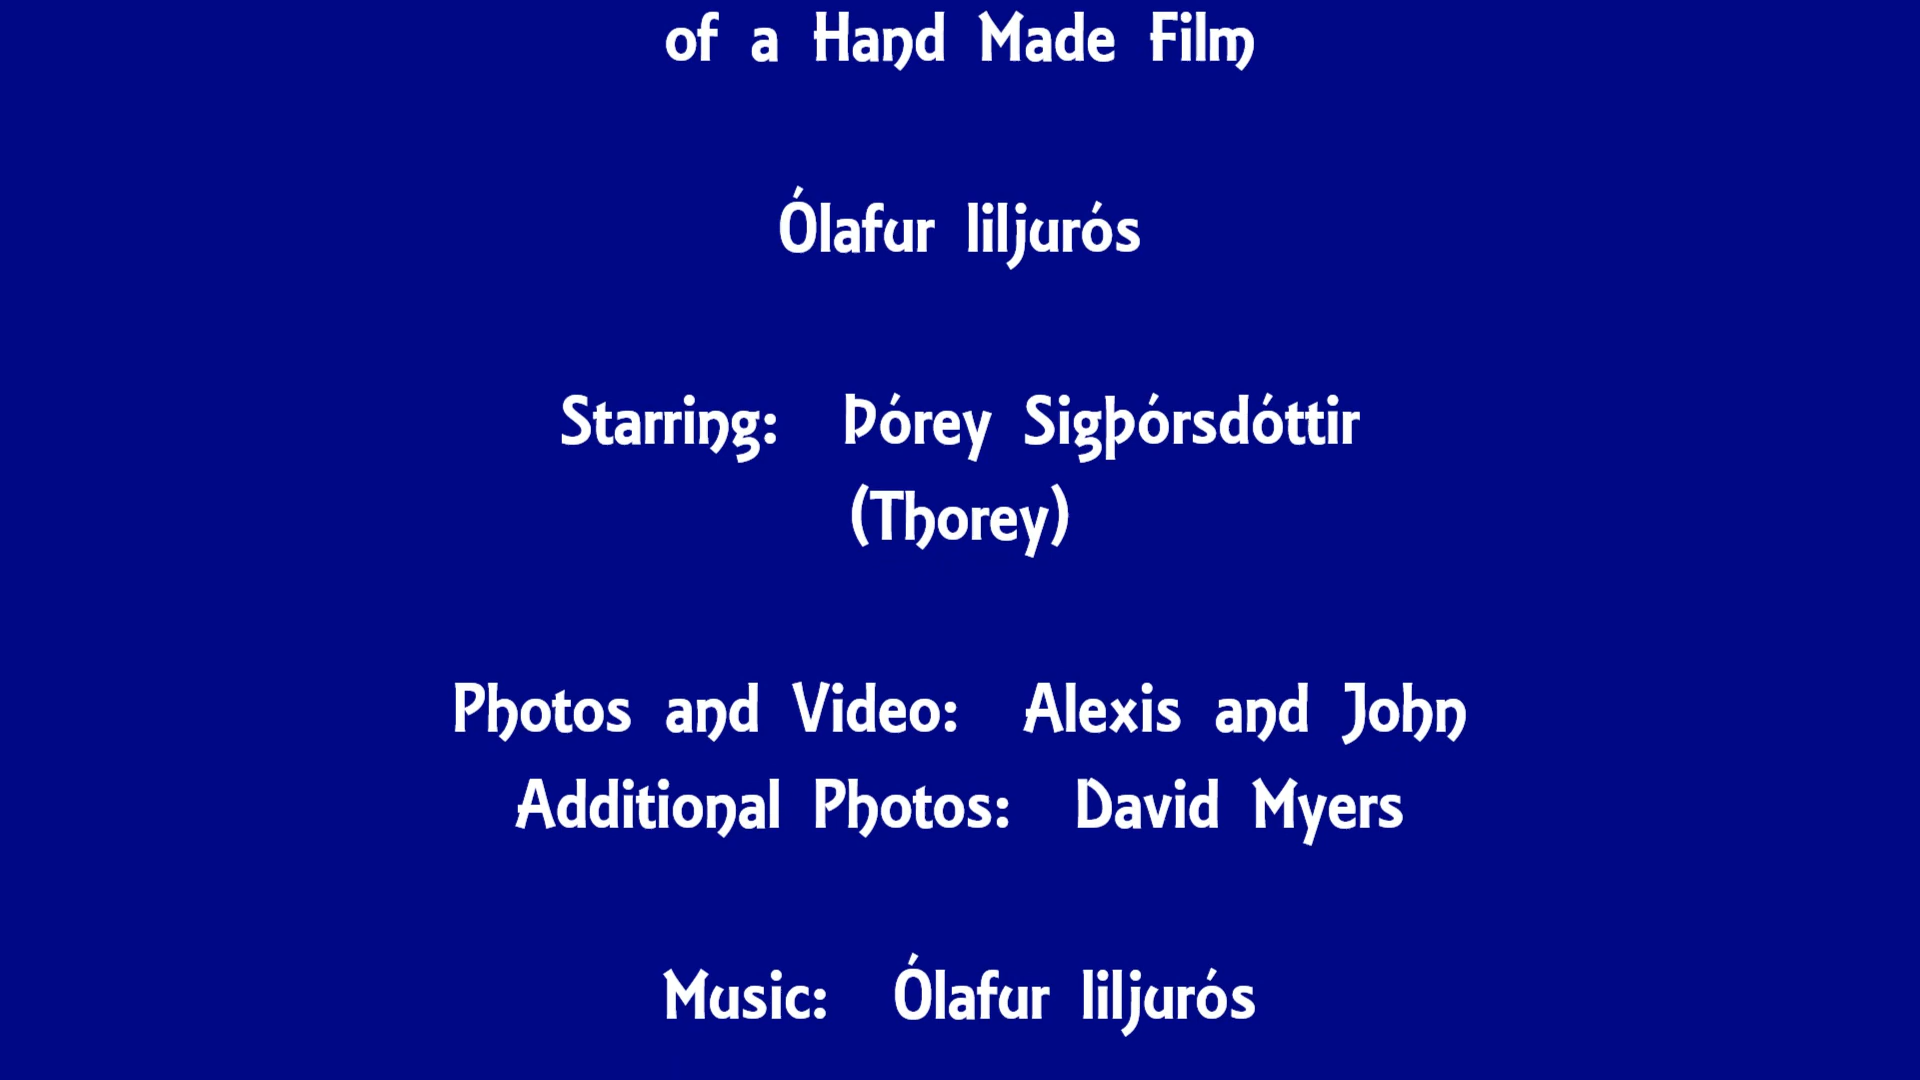 of a Hand Made Film
Ólafur liljurós
Starring: Þórey Sigþórsdóttir
(Thorey)
Photos and Video: Alexis and John
Additional Photos: David Myers
Music: Ólafur liljurós